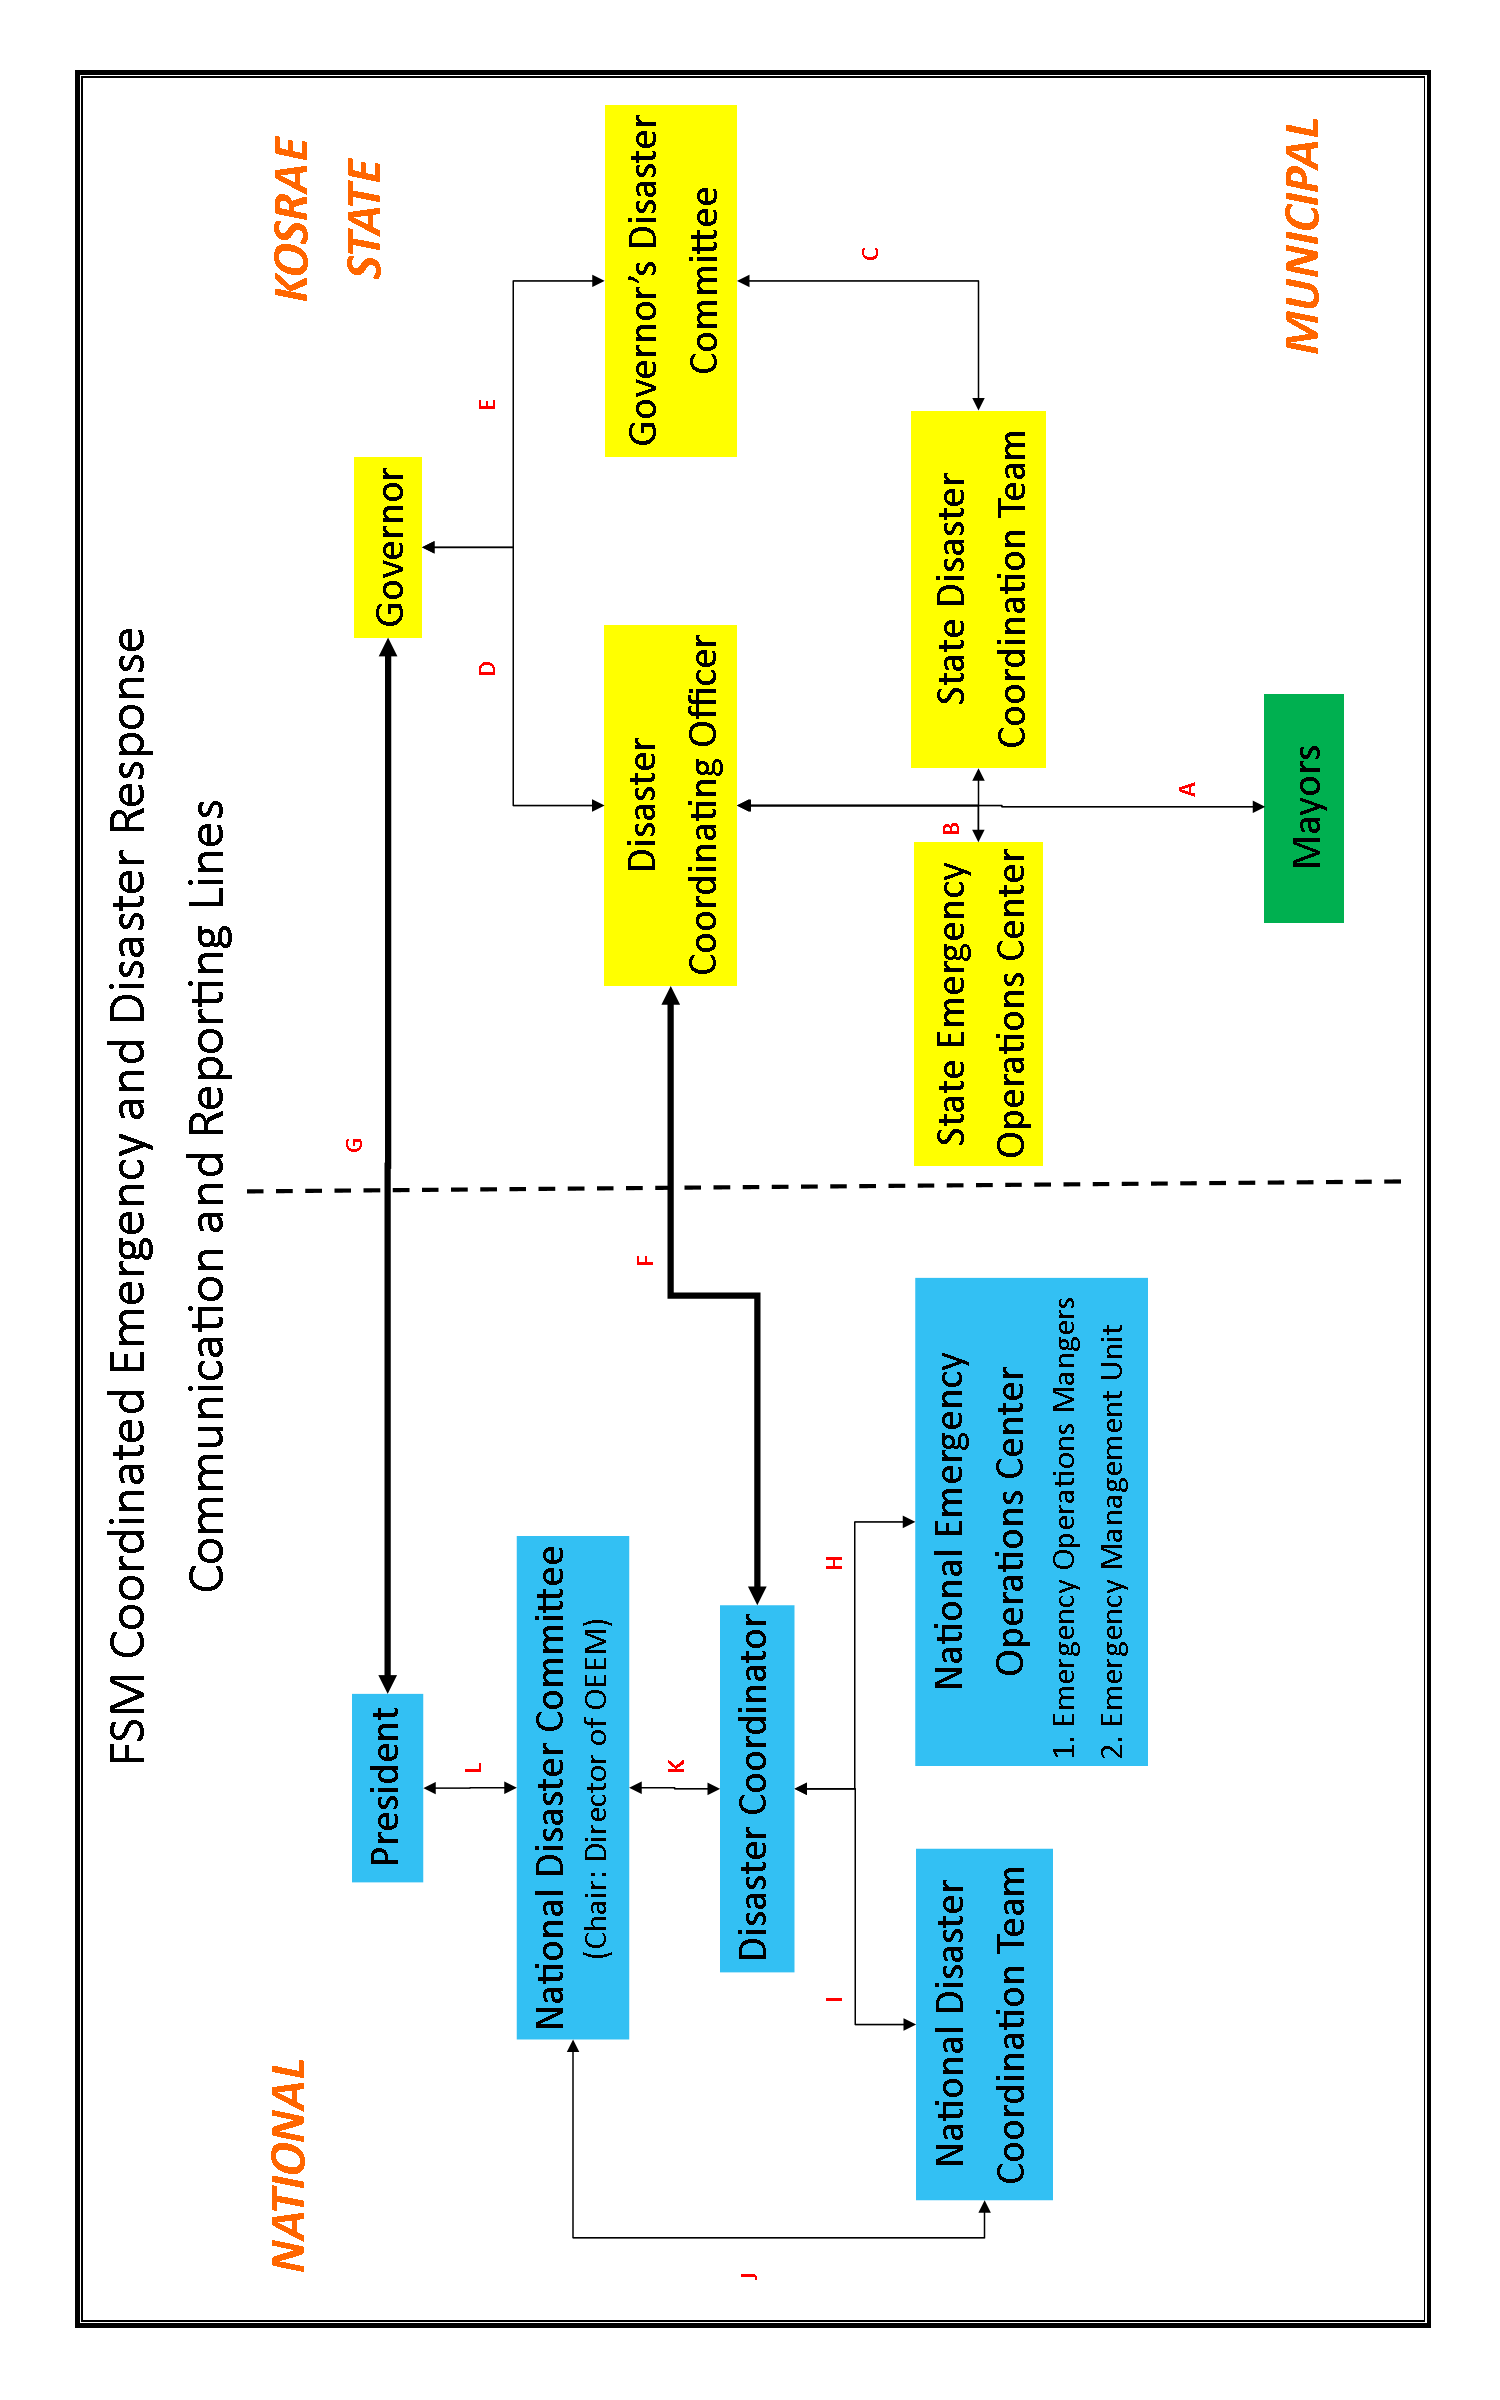 FSM Coordinated Emergency and Disaster Response
Communication and Reporting Lines
NATIONAL
KOSRAE
STATE
G
President
Governor
L
D
E
National Disaster Committee
(Chair: Director of OEEM)
F
Disaster
Coordinating Officer
Governor's Disaster
Committee
K
J
Disaster Coordinator
I
H
C
National Disaster
Coordination Team
National Emergency
Operations Center
1. Emergency Operations Mangers
2. Emergency Management Unit
State Emergency
Operations Center
B
State Disaster
Coordination Team
A
Mayors
MUNICIPAL